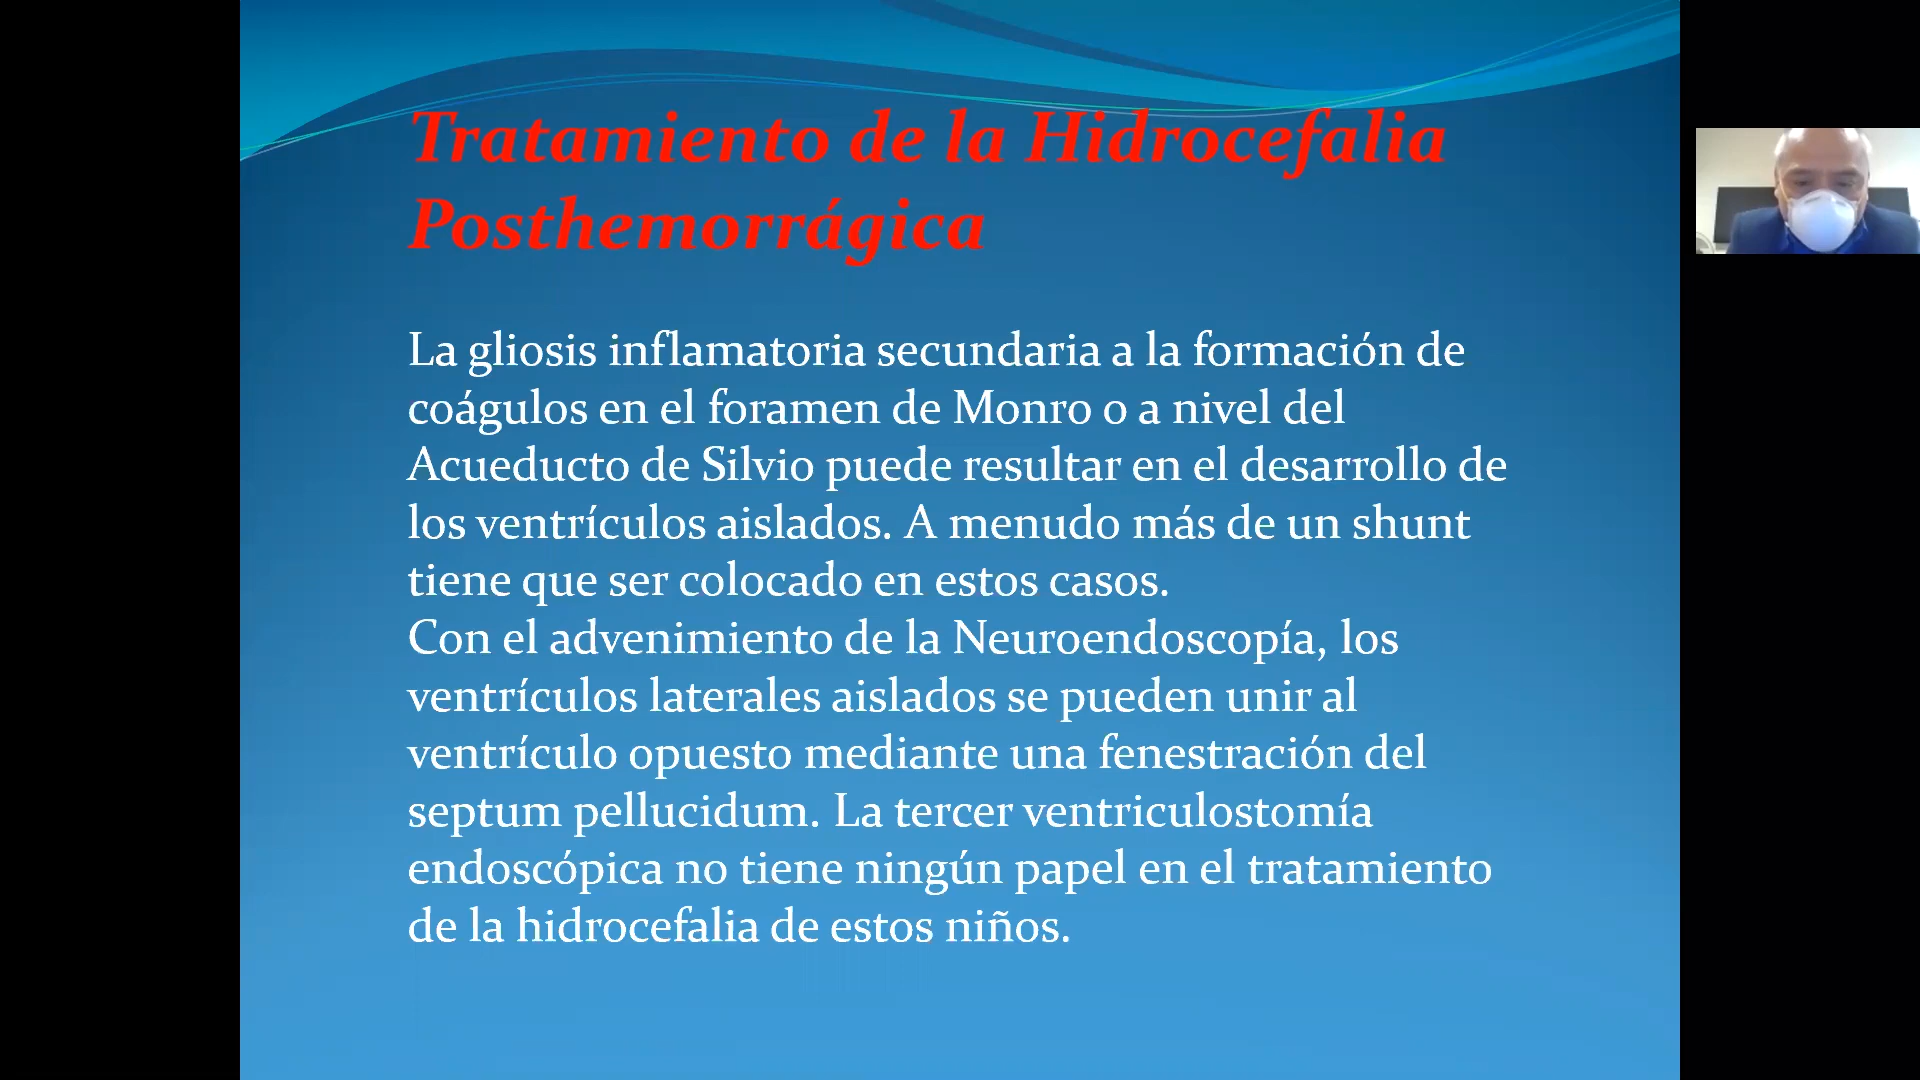 Tratamiento de la Hidrocefalia
Posthemorrágica
La gliosis inflamatoria secundaria a la formación de
coágulos en el foramen de Monro o a nivel del
Acueducto de Silvio puede resultar en el desarrollo de
los ventrículos aislados. A menudo más de un shunt
tiene que ser colocado en estos casos.
Con el advenimiento de la Neuroendoscopía, los
ventrículos laterales aislados se pueden unir al
ventrículo opuesto mediante una fenestración del
septum pellucidum. La tercer ventriculostomía
endoscópica no tiene ningún papel en el tratamiento
de la hidrocefalia de estos niños.